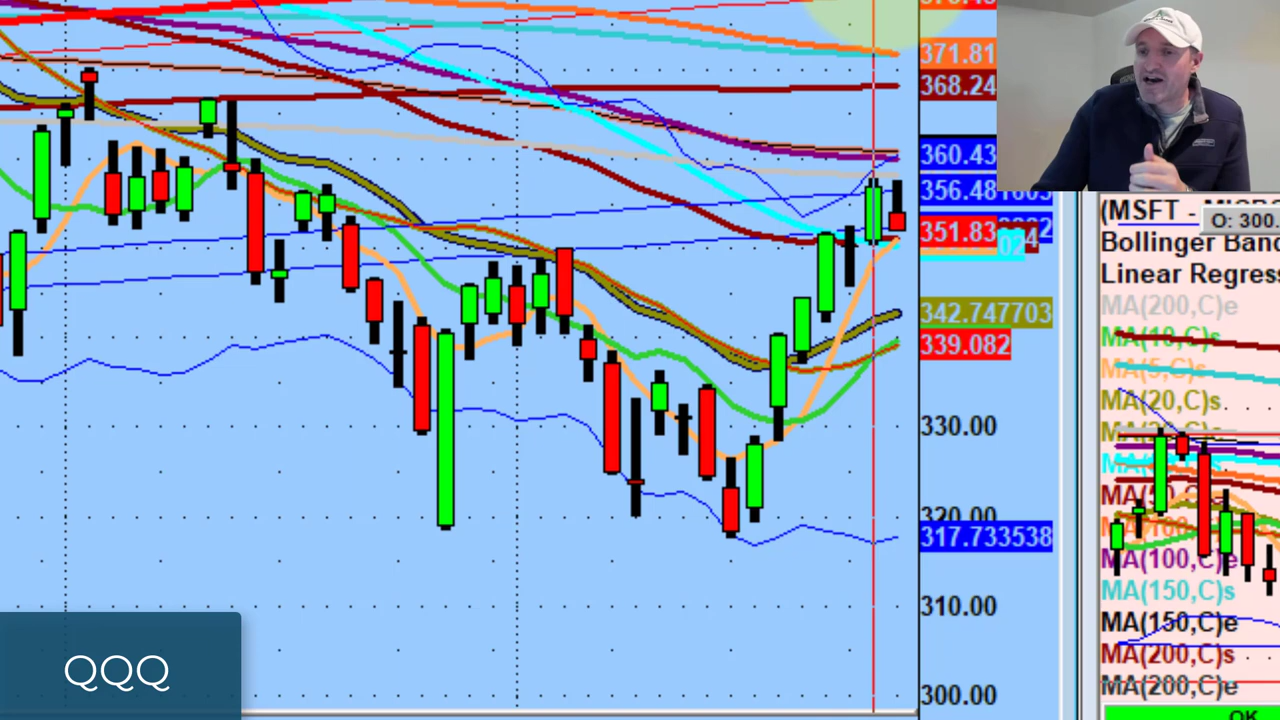 371.81
368.24
360.43
356.481603
351.83
342.747703
339.082
330.00
320.00
317.733538
310.00
300.00
(MSFT - MICRO
O: 300.
Bollinger Band
Linear Regress
MA(200,C)e
MA(10,C)s
MA(5,C)s
MA(20,C)s
MA(100,C)e
MA(150,C)s
MA(150,C)e
MA(200,C)s
MA(200,C)e
OK
QQQ